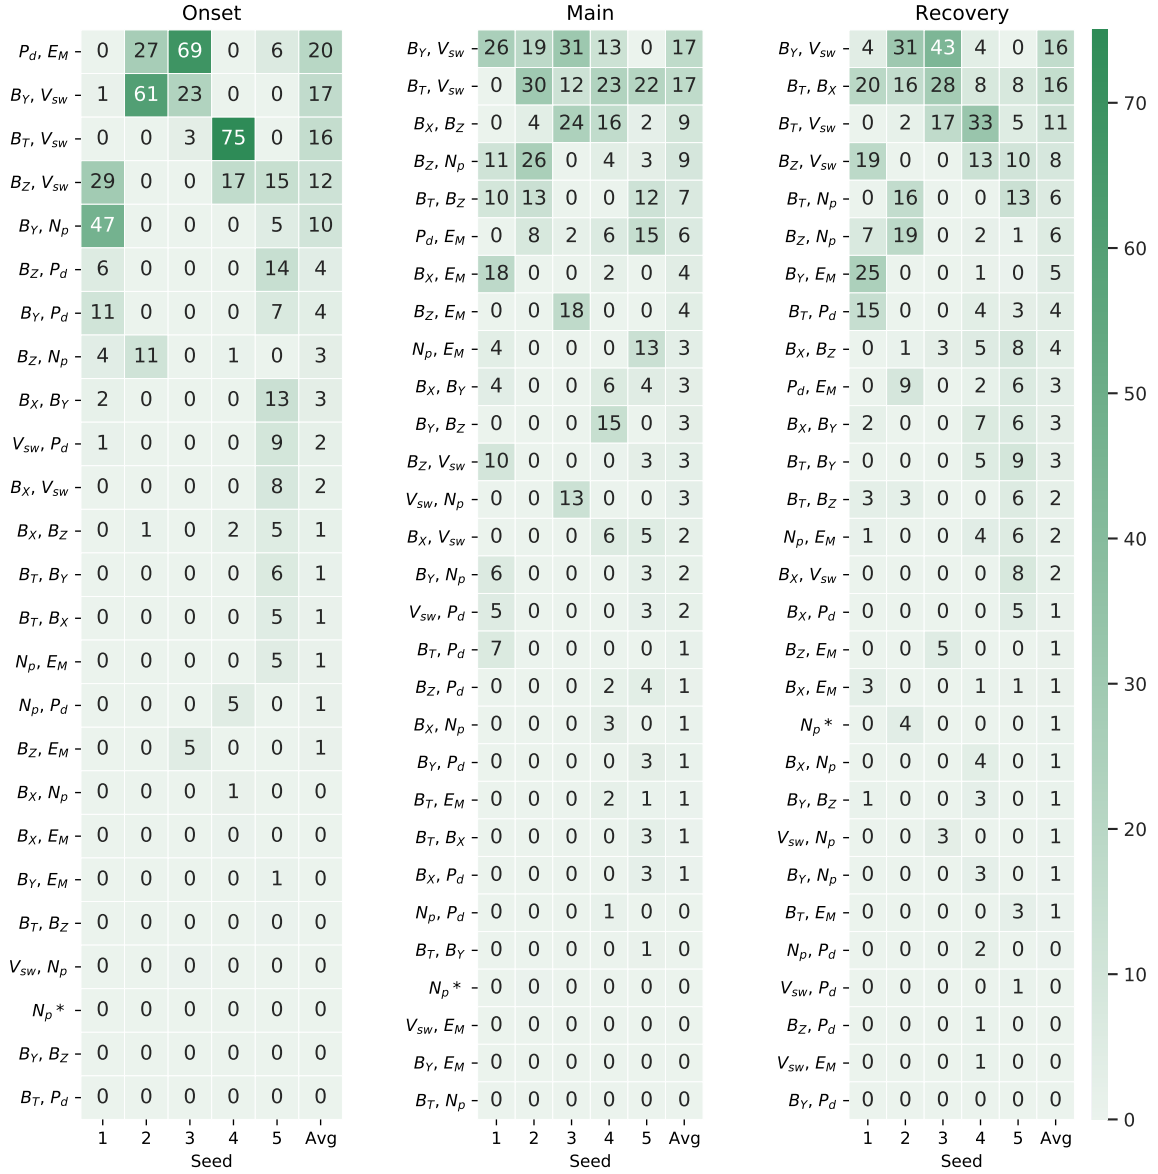 Onset
P_d, E_M 0 27 69 0 6 20
B_Y, V_sw 1 61 23 0 0 17
B_T, V_sw 0 0 3 75 0 16
B_Z, V_sw 29 0 0 17 15 12
B_Y, N_p 47 0 0 0 5 10
B_Z, P_d 6 0 0 0 14 4
B_Y, P_d 11 0 0 0 7 4
B_Z, N_p 4 11 0 1 0 3
B_X, B_Y 2 0 0 0 13 3
V_sw, P_d 1 0 0 0 9 2
B_X, V_sw 0 0 0 0 8 2
B_X, B_Z 0 1 0 2 5 1
B_T, B_Y 0 0 0 0 6 1
B_T, B_X 0 0 0 0 5 1
N_p, E_M 0 0 0 0 5 1
N_p, P_d 0 0 0 5 0 1
B_Z, E_M 0 0 5 0 0 1
B_X, N_p 0 0 0 1 0 0
B_X, E_M 0 0 0 0 0 0
B_Y, E_M 0 0 0 0 1 0
B_T, B_Z 0 0 0 0 0 0
V_sw, N_p 0 0 0 0 0 0
N_p* 0 0 0 0 0 0
B_Y, B_Z 0 0 0 0 0 0
B_T, P_d 0 0 0 0 0 0
1 2 3 4 5 Avg
Seed
Main
B_Y, V_sw 26 19 31 13 0 17
B_T, V_sw 0 30 12 23 22 17
B_X, B_Z 0 4 24 16 2 9
B_Z, N_p 11 26 0 4 3 9
B_T, B_Z 10 13 0 0 12 7
P_d, E_M 0 8 2 6 15 6
B_X, E_M 18 0 0 2 0 4
B_Z, E_M 0 0 18 0 0 4
N_p, E_M 4 0 0 0 13 3
B_X, B_Y 4 0 0 6 4 3
B_Y, B_Z 0 0 0 15 0 3
B_Z, V_sw 10 0 0 0 3 3
V_sw, N_p 0 0 13 0 0 3
B_X, V_sw 0 0 0 6 5 2
B_Y, N_p 6 0 0 0 3 2
V_sw, P_d 5 0 0 0 3 2
B_T, P_d 7 0 0 0 0 1
B_Z, P_d 0 0 0 2 4 1
B_X, N_p 0 0 0 3 0 1
B_Y, P_d 0 0 0 0 3 1
B_T, E_M 0 0 0 2 1 1
B_T, B_X 0 0 0 0 3 1
B_X, P_d 0 0 0 0 3 1
N_p, P_d 0 0 0 1 0 0
B_T, B_Y 0 0 0 0 1 0
N_p* 0 0 0 0 0 0
V_sw, E_M 0 0 0 0 0 0
B_Y, E_M 0 0 0 0 0 0
B_T, N_p 0 0 0 0 0 0
1 2 3 4 5 Avg
Seed
Recovery
B_Y, V_sw 4 31 43 4 0 16
B_T, B_X 20 16 28 8 8 16
B_T, V_sw 0 2 17 33 5 11
B_Z, V_sw 19 0 0 13 10 8
B_T, N_p 0 16 0 0 13 6
B_Z, N_p 7 19 0 2 1 6
B_Y, E_M 25 0 0 1 0 5
B_T, P_d 15 0 0 4 3 4
B_X, B_Z 0 1 3 5 8 4
P_d, E_M 0 9 0 2 6 3
B_X, B_Y 2 0 0 7 6 3
B_T, B_Y 0 0 0 5 9 3
B_T, B_Z 3 3 0 0 6 2
N_p, E_M 1 0 0 4 6 2
B_X, V_sw 0 0 0 0 8 2
B_X, P_d 0 0 0 0 5 1
B_Z, E_M 0 0 5 0 0 1
B_X, E_M 3 0 0 1 1 1
N_p* 0 4 0 0 0 1
B_X, N_p 0 0 0 4 0 1
B_Y, B_Z 1 0 0 3 0 1
V_sw, N_p 0 0 3 0 0 1
B_Y, N_p 0 0 0 3 0 1
B_T, E_M 0 0 0 0 3 1
N_p, P_d 0 0 0 2 0 0
V_sw, P_d 0 0 0 0 1 0
B_Z, P_d 0 0 0 1 0 0
V_sw, E_M 0 0 0 1 0 0
B_Y, P_d 0 0 0 0 0 0
1 2 3 4 5 Avg
Seed
70
60
50
40
30
20
10
0